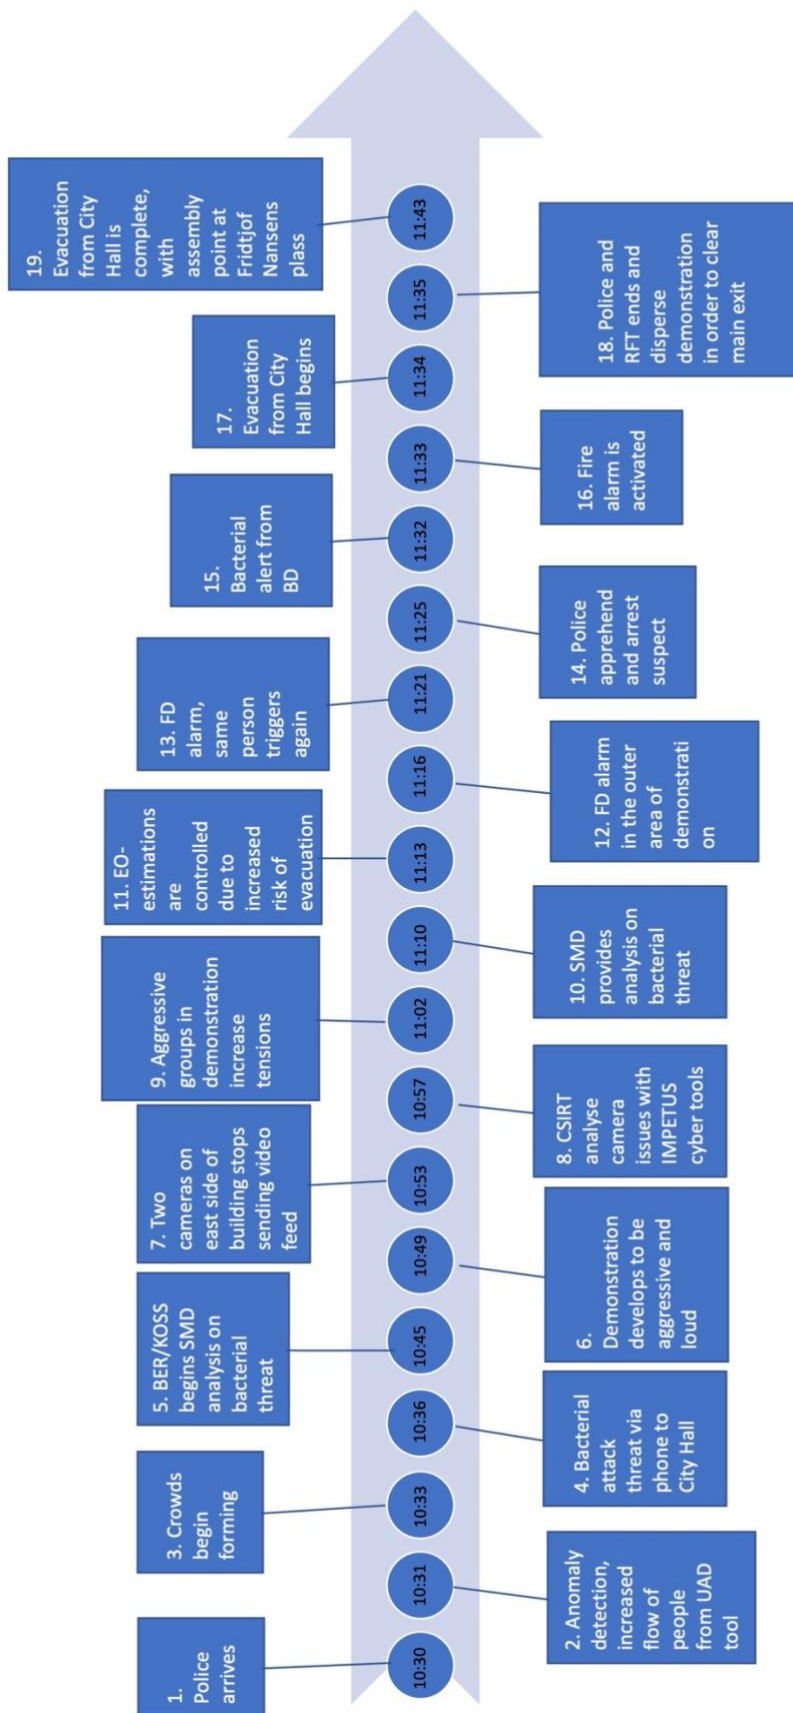 1.
Police
arrives
10:30
2. Anomaly
detection,
increased
flow of
people
from UAD
tool
10:31
3. Crowds
begin
forming
10:33
4. Bacterial
attack
threat via
phone to
City Hall
10:36
5. BER/KOSS
begins SMD
analysis on
bacterial
threat
10:45
6.
Demonstration
develops to be
aggressive and
loud
10:49
7. Two
cameras on
east side of
building stops
sending video
feed
10:53
8. CSIRT
analyse
camera
issues with
IMPETUS
cyber tools
10:57
9. Aggressive
groups in
demonstration
increase
tensions
11:02
10. SMD
provides
analysis on
bacterial
threat
11:10
11. EO-
estimations
are
controlled
due to
increased
risk of
evacuation
11:13
12. FD alarm
in the outer
area of
demonstrati
on
11:16
13. FD
alarm,
same
person
triggers
again
11:21
14. Police
apprehend
and arrest
suspect
11:25
15.
Bacterial
alert from
BD
11:32
16. Fire
alarm is
activated
11:33
17.
Evacuation
from City
Hall begins
11:34
18. Police and
RFT ends and
disperse
demonstration
in order to clear
main exit
11:35
19.
Evacuation
from City
Hall is
complete,
with
assembly
point at
Fridtjof
Nansens
plass
11:43